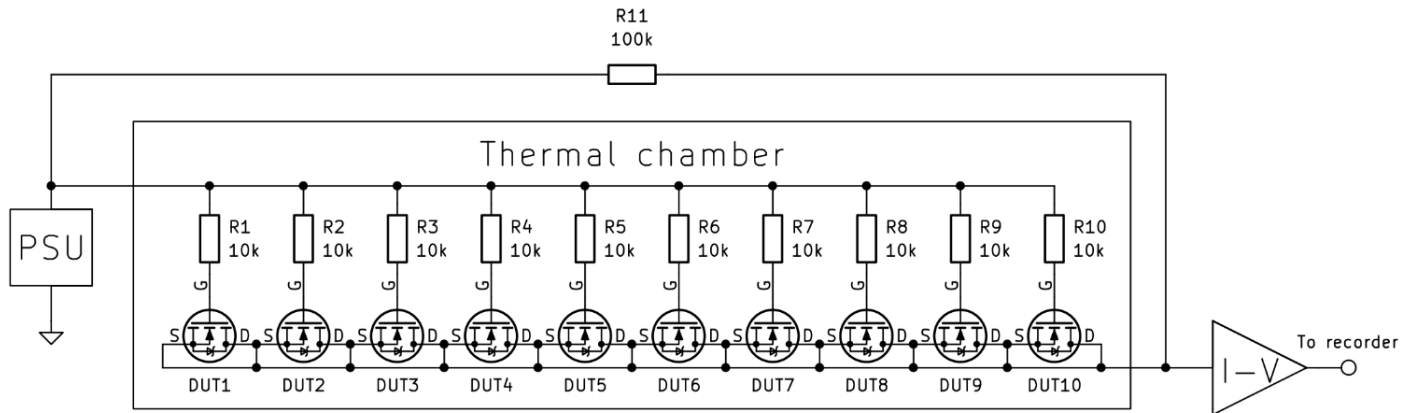 R11
100k
Thermal chamber
PSU
R1 R2 R3 R4 R5 R6 R7 R8 R9 R10
10k 10k 10k 10k 10k 10k 10k 10k 10k 10k
G G G G G G G G G G
S D S D S D S D S D S D S D S D S D S D
DUT1 DUT2 DUT3 DUT4 DUT5 DUT6 DUT7 DUT8 DUT9 DUT10
I-V
To recorder